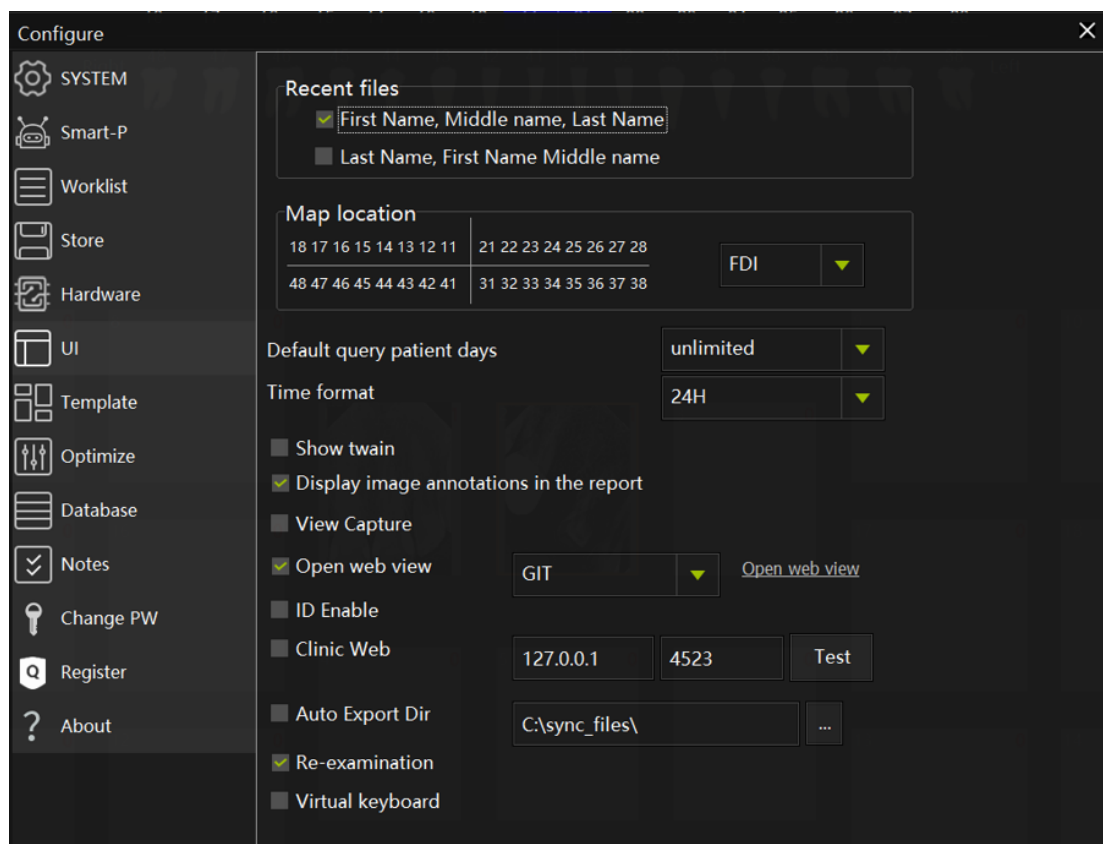 Configure
SYSTEM
Smart-P
Worklist
Store
Hardware
UI
Template
Optimize
Database
Notes
Change PW
Register
About
Recent files
First Name, Middle name, Last Name
Last Name, First Name Middle name
Map location
18 17 16 15 14 13 12 11 21 22 23 24 25 26 27 28
48 47 46 45 44 43 42 41 31 32 33 34 35 36 37 38
FDI
Default query patient days unlimited
Time format 24H
Show twain
Display image annotations in the report
View Capture
Open web view GIT Open web view
ID Enable
Clinic Web 127.0.0.1 4523 Test
Auto Export Dir C:\sync_files\ ...
Re-examination
Virtual keyboard